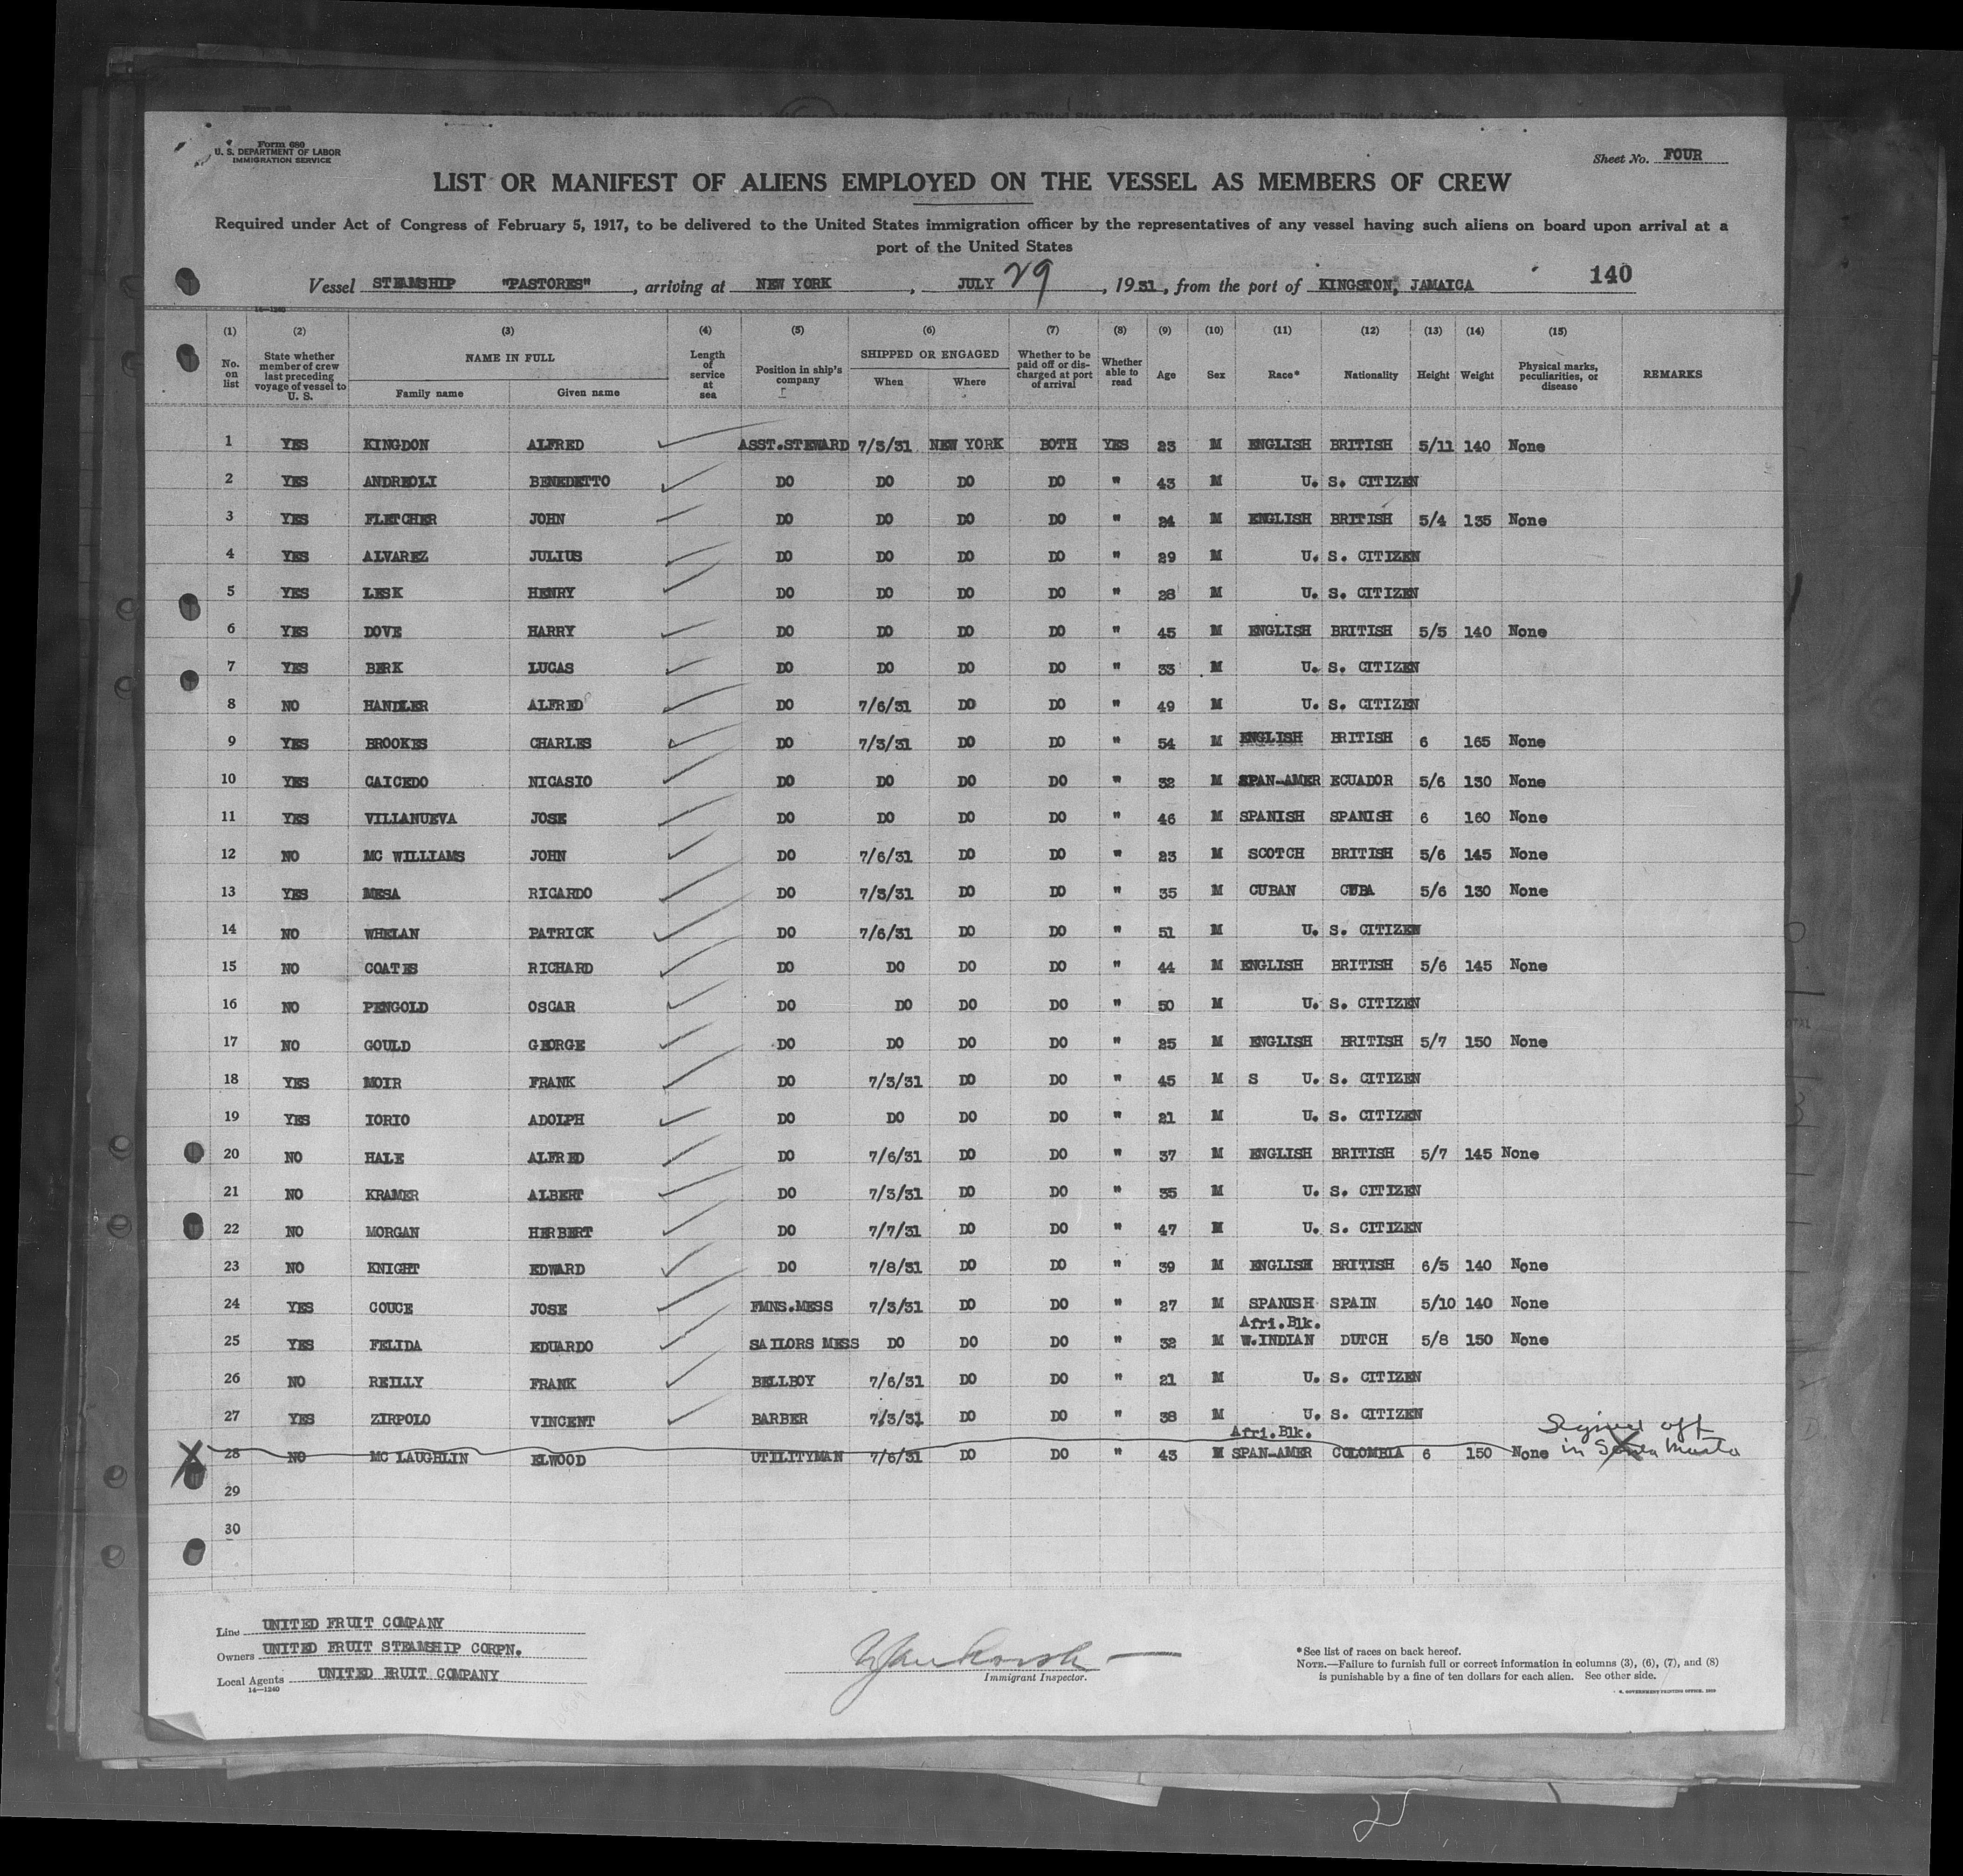 Form 680
U. S. DEPARTMENT OF LABOR
IMMIGRATION SERVICE
Sheet No. FOUR
LIST OR MANIFEST OF ALIENS EMPLOYED ON THE VESSEL AS MEMBERS OF CREW
Required under Act of Congress of February 5, 1917, to be delivered to the United States immigration officer by the representatives of any vessel having such aliens on board upon arrival at a
port of the United States
140
Vessel STEAMSHIP "PASTORES", arriving at NEW YORK, JULY 29, 1931, from the port of KINGSTON, JAMAICA
14—1240
(1) (2) (3) (4) (5) (6) (7) (8) (9) (10) (11) (12) (13) (14) (15)
No. on list State whether member of crew last preceding voyage of vessel to U. S. NAME IN FULL Family name Given name Length of service at sea Position in ship's company SHIPPED OR ENGAGED When Where Whether to be paid off or discharged at port of arrival Whether able to read Age Sex Race* Nationality Height Weight Physical marks, peculiarities, or disease REMARKS
1 YES KINGDON ALFRED ASST.STEWARD 7/3/31 NEW YORK BOTH YES 23 M ENGLISH BRITISH 5/11 140 None
2 YES ANDREOLI BENEDETTO DO DO DO DO " 43 M U. S. CITIZEN
3 YES FLETCHER JOHN DO DO DO DO " 24 M ENGLISH BRITISH 5/4 135 None
4 YES ALVAREZ JULIUS DO DO DO DO " 29 M U. S. CITIZEN
5 YES LESK HENRY DO DO DO DO " 28 M U. S. CITIZEN
6 YES DOVE HARRY DO DO DO DO " 45 M ENGLISH BRITISH 5/5 140 None
7 YES BERK LUCAS DO DO DO DO " 33 M U. S. CITIZEN
8 NO HANDLER ALFRED DO 7/6/31 DO DO " 49 M U. S. CITIZEN
9 YES BROOKES CHARLES DO 7/3/31 DO DO " 54 M ENGLISH BRITISH 6 165 None
10 YES CAICEDO NICASIO DO DO DO DO " 32 M SPAN-AMER ECUADOR 5/6 130 None
11 YES VILLANUEVA JOSE DO DO DO DO " 46 M SPANISH SPANISH 6 160 None
12 NO MC WILLIAMS JOHN DO 7/6/31 DO DO " 23 M SCOTCH BRITISH 5/6 145 None
13 YES MESA RICARDO DO 7/3/31 DO DO " 35 M CUBAN CUBA 5/6 130 None
14 NO WHELAN PATRICK DO 7/6/31 DO DO " 51 M U. S. CITIZEN
15 NO COATES RICHARD DO DO DO DO " 44 M ENGLISH BRITISH 5/6 145 None
16 NO PENGOLD OSCAR DO DO DO DO " 50 M U. S. CITIZEN
17 NO GOULD GEORGE DO DO DO DO " 25 M ENGLISH BRITISH 5/7 150 None
18 YES MOIR FRANK DO 7/3/31 DO DO " 45 M S U. S. CITIZEN
19 YES IORIO ADOLPH DO DO DO DO " 21 M U. S. CITIZEN
20 NO HALE ALFRED DO 7/6/31 DO DO " 37 M ENGLISH BRITISH 5/7 145 None
21 NO KRAMER ALBERT DO 7/3/31 DO DO " 35 M U. S. CITIZEN
22 NO MORGAN HERBERT DO 7/7/31 DO DO " 47 M U. S. CITIZEN
23 NO KNIGHT EDWARD DO 7/8/31 DO DO " 39 M ENGLISH BRITISH 6/5 140 None
24 YES COUCE JOSE FMNS.MESS 7/3/31 DO DO " 27 M SPANISH SPAIN 5/10 140 None
Afri.Blk.
25 YES FELIDA EDUARDO SAILORS MESS DO DO DO " 32 M W.INDIAN DUTCH 5/8 150 None
26 NO REILLY FRANK BELLBOY 7/6/31 DO DO " 21 M U. S. CITIZEN
27 YES ZIRPOLO VINCENT BARBER 7/3/31 DO DO " 38 M U. S. CITIZEN
Afri.Blk. Signed off
28 NO MC LAUGHLIN ELWOOD UTILITYMAN 7/6/31 DO DO " 43 M SPAN-AMER COLOMBIA 6 150 None in Santa Marta
29
30
Line UNITED FRUIT COMPANY
Owners UNITED FRUIT STEAMSHIP CORPN.
Local Agents UNITED FRUIT COMPANY
14—1240
Immigrant Inspector.
*See list of races on back hereof.
NOTE.—Failure to furnish full or correct information in columns (3), (6), (7), and (8)
is punishable by a fine of ten dollars for each alien. See other side.
25